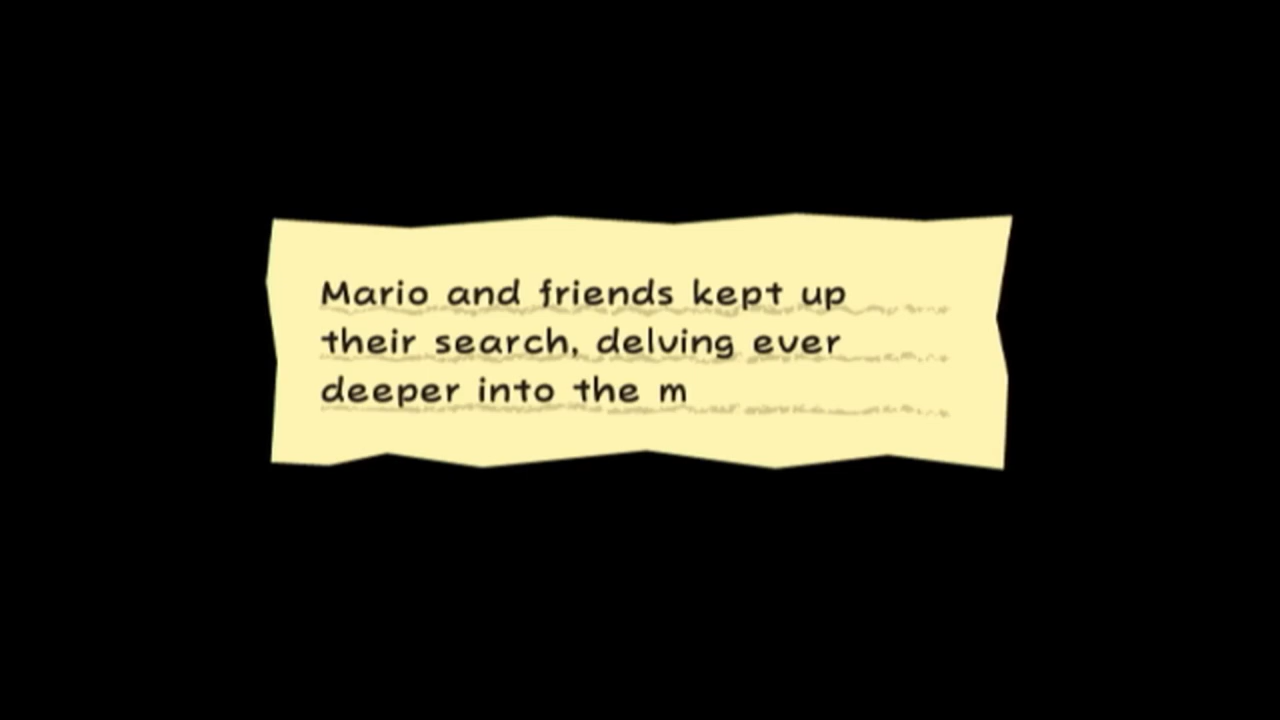 Mario and friends kept up
their search, delving ever
deeper into the m